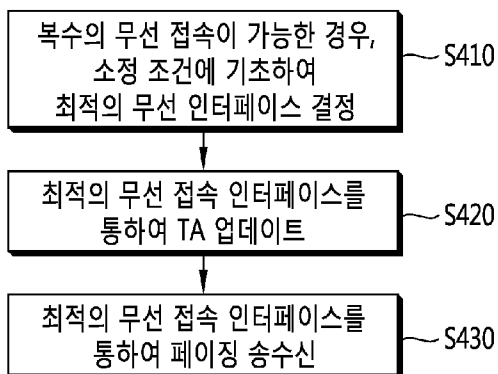 복수의 무선 접속이 가능한 경우,
소정 조건에 기초하여
최적의 무선 인터페이스 결정
S410
최적의 무선 접속 인터페이스를
통하여 TA 업데이트
S420
최적의 무선 접속 인터페이스를
통하여 페이징 송수신
S430